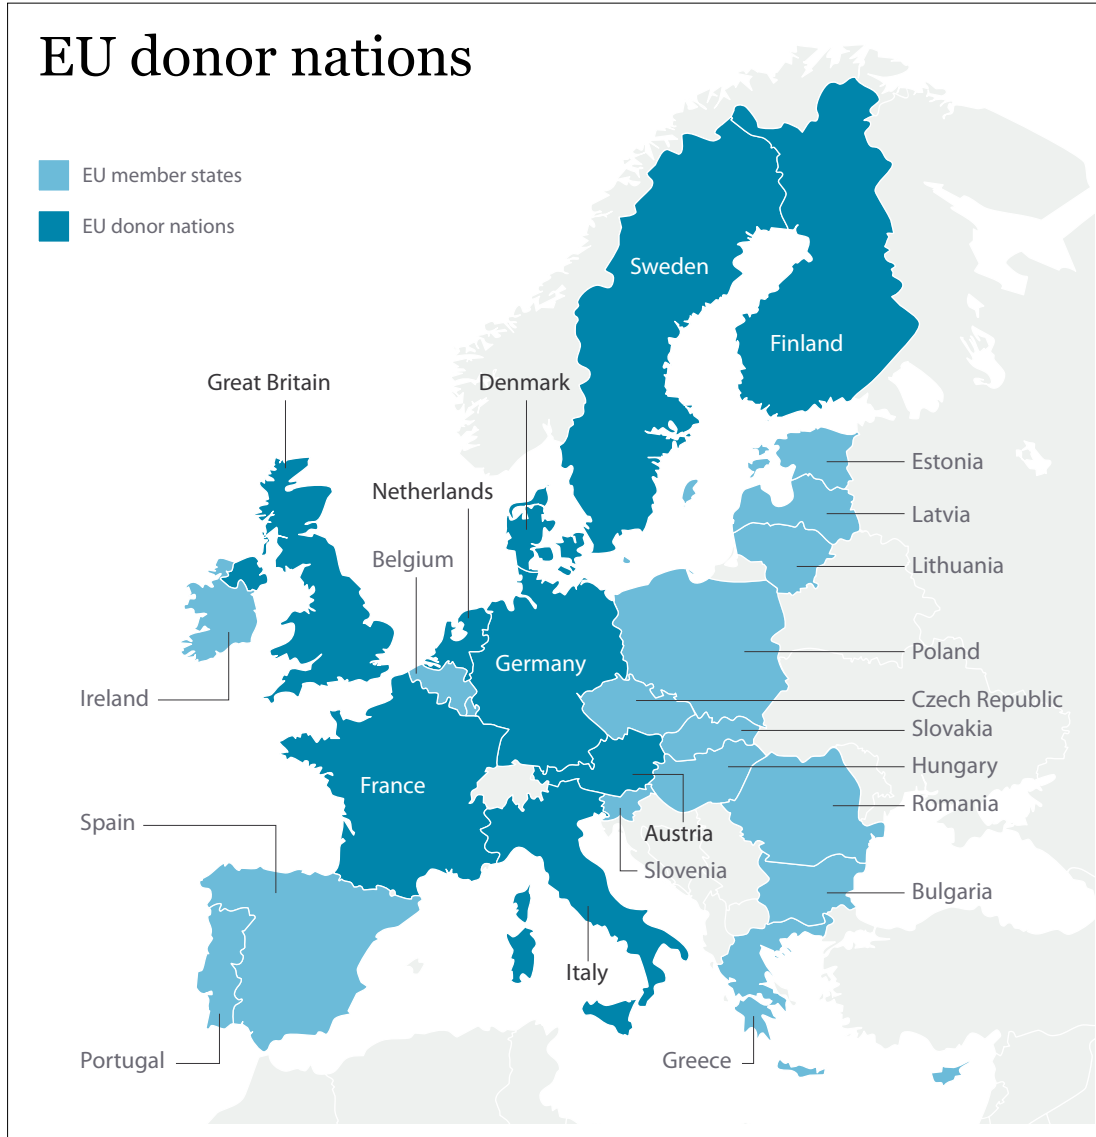 EU donor nations
EU member states
EU donor nations
Sweden
Finland
Great Britain
Denmark
Estonia
Netherlands
Latvia
Belgium
Lithuania
Poland
Germany
Ireland
Czech Republic
Slovakia
Hungary
France
Romania
Spain
Austria
Slovenia
Bulgaria
Italy
Portugal
Greece